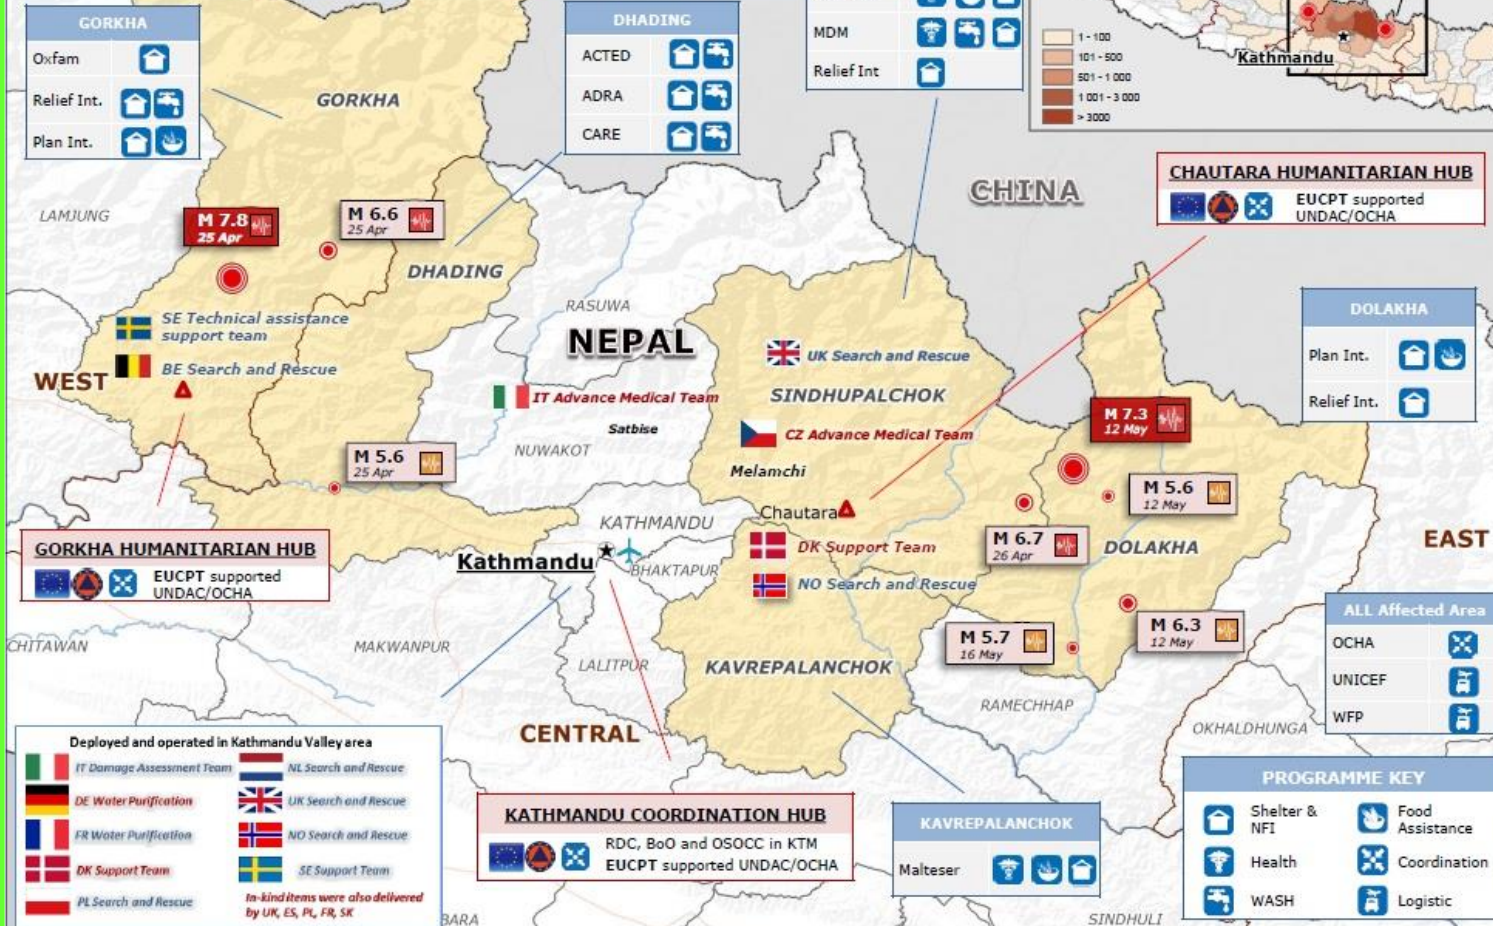 GORKHA
Oxfam
Relief Int.
Plan Int.
DHADING
ACTED
ADRA
CARE
MDM
Relief Int
1 - 100
101 - 500
501 - 1 000
1 001 - 3 000
> 3000
Kathmandu
CHAUTARA HUMANITARIAN HUB
EUCPT supported
UNDAC/OCHA
CHINA
GORKHA
LAMJUNG
M 7.8
25 Apr
M 6.6
25 Apr
DHADING
RASUWA
NEPAL
SE Technical assistance
support team
BE Search and Rescue
WEST
UK Search and Rescue
SINDHUPALCHOK
IT Advance Medical Team
Satbise
CZ Advance Medical Team
NUWAKOT
Melamchi
M 5.6
25 Apr
Chautara
DOLAKHA
Plan Int.
Relief Int.
M 7.3
12 May
M 5.6
12 May
M 6.7
26 Apr
DOLAKHA
EAST
KATHMANDU
Kathmandu
BHAKTAPUR
DK Support Team
NO Search and Rescue
GORKHA HUMANITARIAN HUB
EUCPT supported
UNDAC/OCHA
CHITAWAN
MAKWANPUR
LALITPUR
KAVREPALANCHOK
M 5.7
16 May
M 6.3
12 May
RAMECHHAP
OKHALDHUNGA
CENTRAL
ALL Affected Area
OCHA
UNICEF
WFP
Deployed and operated in Kathmandu Valley area
IT Damage Assessment Team
NL Search and Rescue
DE Water Purification
UK Search and Rescue
FR Water Purification
NO Search and Rescue
DK Support Team
SE Support Team
PL Search and Rescue
In-kind items were also delivered
by UK, ES, PL, FR, SK
KATHMANDU COORDINATION HUB
RDC, BoO and OSOCC in KTM
EUCPT supported UNDAC/OCHA
KAVREPALANCHOK
Malteser
PROGRAMME KEY
Shelter &
NFI
Food
Assistance
Health
Coordination
WASH
Logistic
BARA
SINDHULI